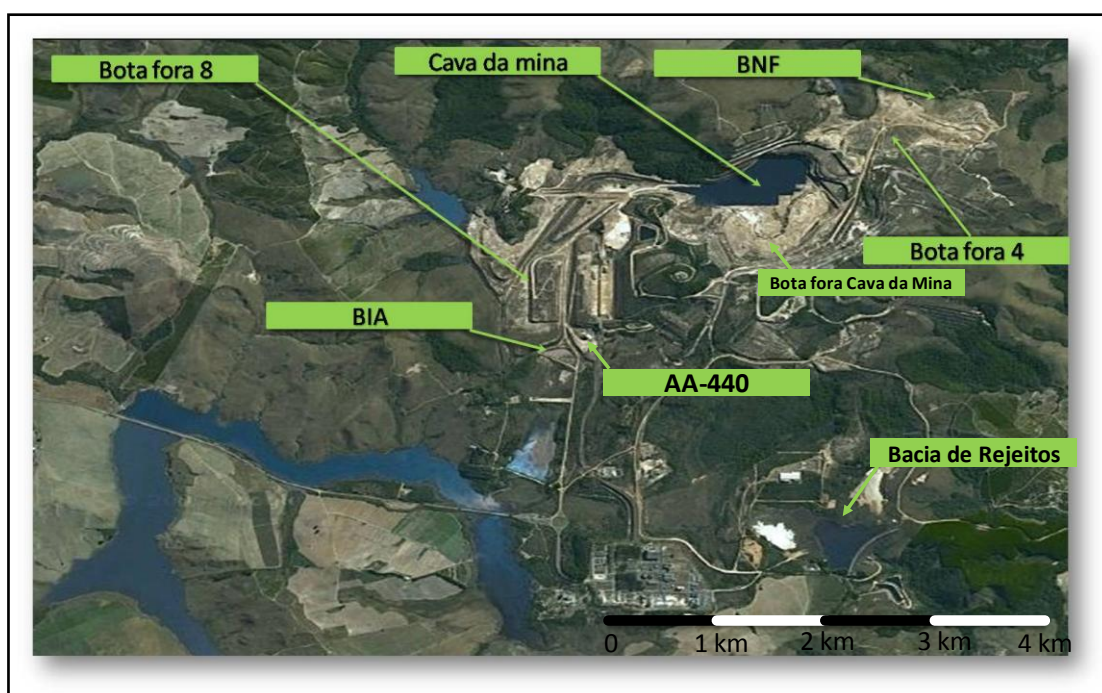 Bota fora 8
Cava da mina
BNF
Bota fora 4
Bota fora Cava da Mina
BIA
AA-440
Bacia de Rejeitos
0 1 km 2 km 3 km 4 km